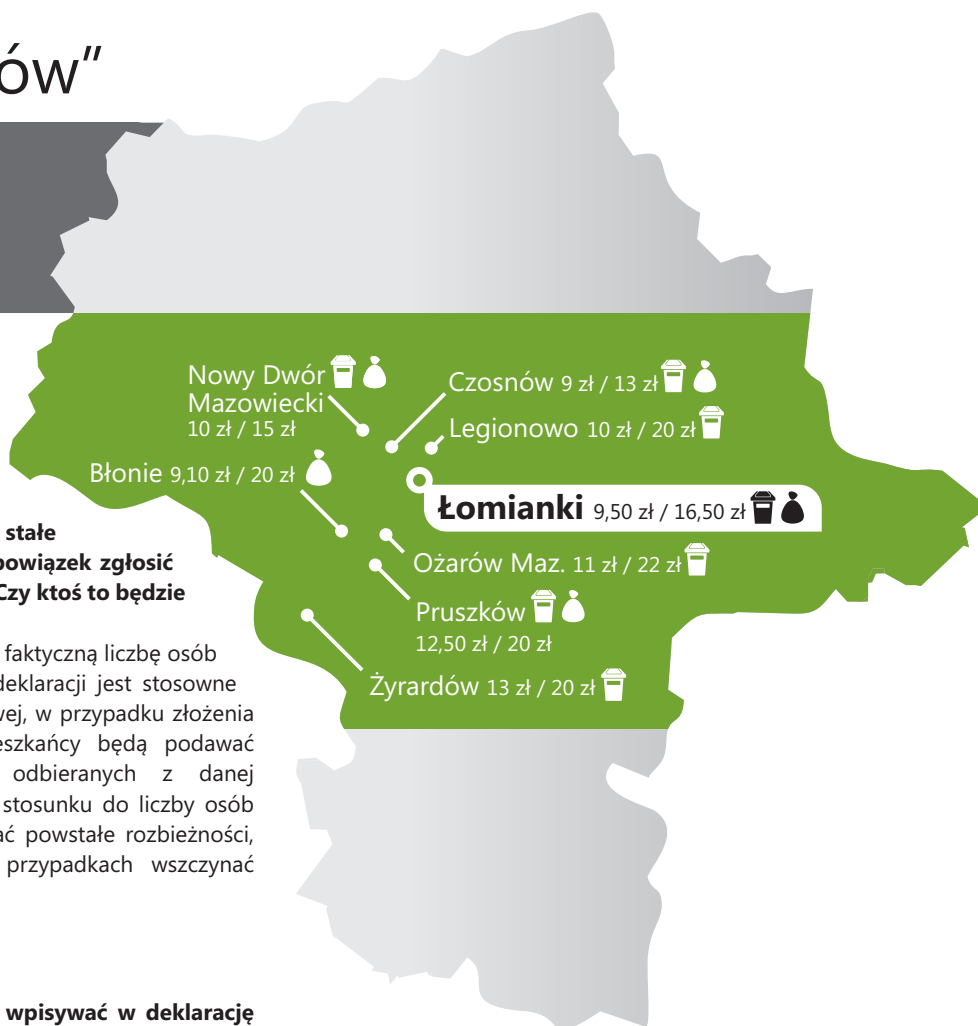 ów"
Nowy Dwór
Mazowiecki
10 zł / 15 zł
Czosnów 9 zł / 13 zł
Legionowo 10 zł / 20 zł
Błonie 9,10 zł / 20 zł
Łomianki 9,50 zł / 16,50 zł
Ożarów Maz. 11 zł / 22 zł
Pruszków
12,50 zł / 20 zł
Żyrardów 13 zł / 20 zł
stałe
zgłosić
Czy ktoś to będzie
faktyczną liczbę osób
deklaracji jest stosowne
w przypadku złożenia
będą podawać
odbieranych z danej
stosunku do liczby osób
powstałe rozbieżności,
przypadkach wszczynać
wpisywać w deklarację